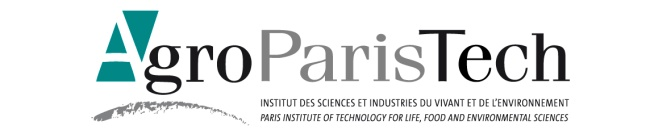 AgroParisTech
INSTITUT DES SCIENCES ET INDUSTRIES DU VIVANT ET DE L'ENVIRONNEMENT
PARIS INSTITUTE OF TECHNOLOGY FOR LIFE, FOOD AND ENVIRONMENTAL SCIENCES